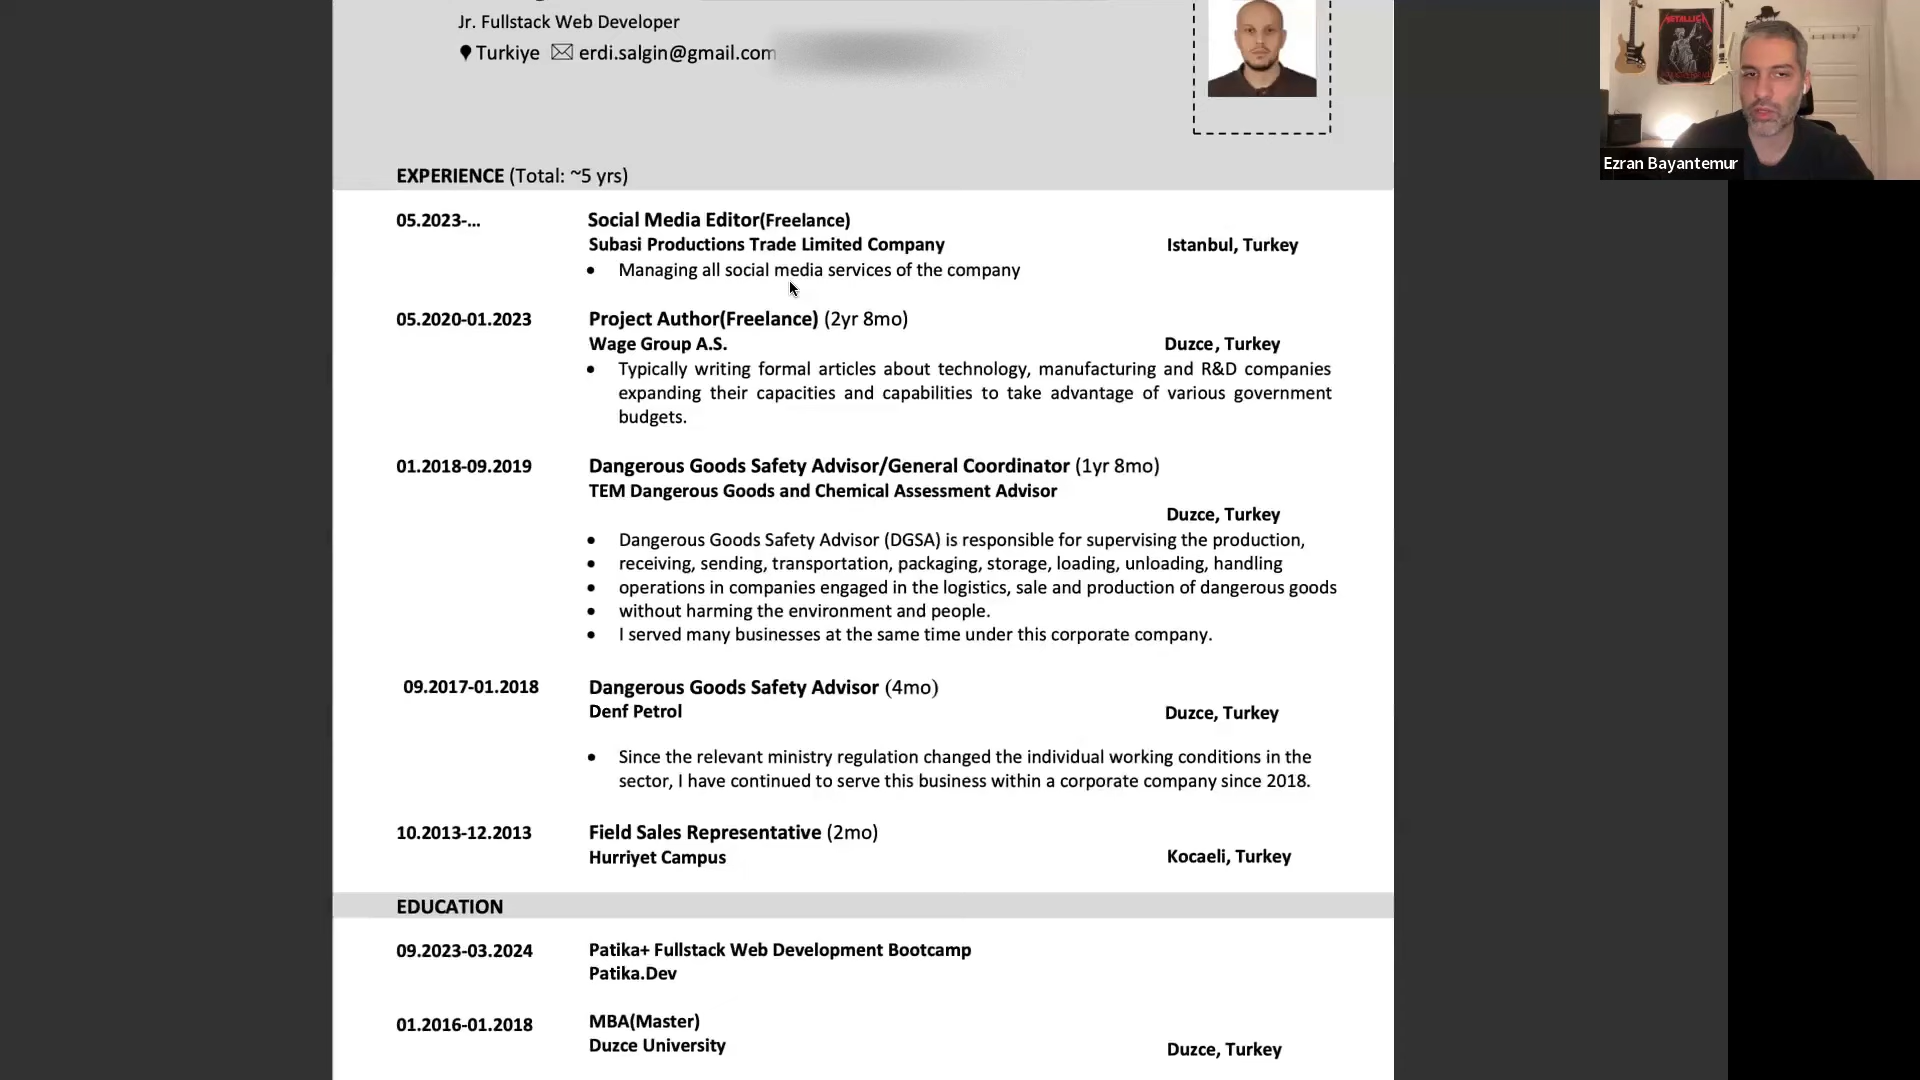 Jr. Fullstack Web Developer
Turkiye erdi.salgin@gmail.com
METALLICA
Ezran Bayantemur
EXPERIENCE (Total: ~5 yrs)
05.2023-... Social Media Editor(Freelance)
Subasi Productions Trade Limited Company Istanbul, Turkey
• Managing all social media services of the company
05.2020-01.2023 Project Author(Freelance) (2yr 8mo)
Wage Group A.S. Duzce, Turkey
• Typically writing formal articles about technology, manufacturing and R&D companies
expanding their capacities and capabilities to take advantage of various government
budgets.
01.2018-09.2019 Dangerous Goods Safety Advisor/General Coordinator (1yr 8mo)
TEM Dangerous Goods and Chemical Assessment Advisor
Duzce, Turkey
• Dangerous Goods Safety Advisor (DGSA) is responsible for supervising the production,
• receiving, sending, transportation, packaging, storage, loading, unloading, handling
• operations in companies engaged in the logistics, sale and production of dangerous goods
• without harming the environment and people.
• I served many businesses at the same time under this corporate company.
09.2017-01.2018 Dangerous Goods Safety Advisor (4mo)
Denf Petrol Duzce, Turkey
• Since the relevant ministry regulation changed the individual working conditions in the
sector, I have continued to serve this business within a corporate company since 2018.
10.2013-12.2013 Field Sales Representative (2mo)
Hurriyet Campus Kocaeli, Turkey
EDUCATION
09.2023-03.2024 Patika+ Fullstack Web Development Bootcamp
Patika.Dev
01.2016-01.2018 MBA(Master)
Duzce University Duzce, Turkey